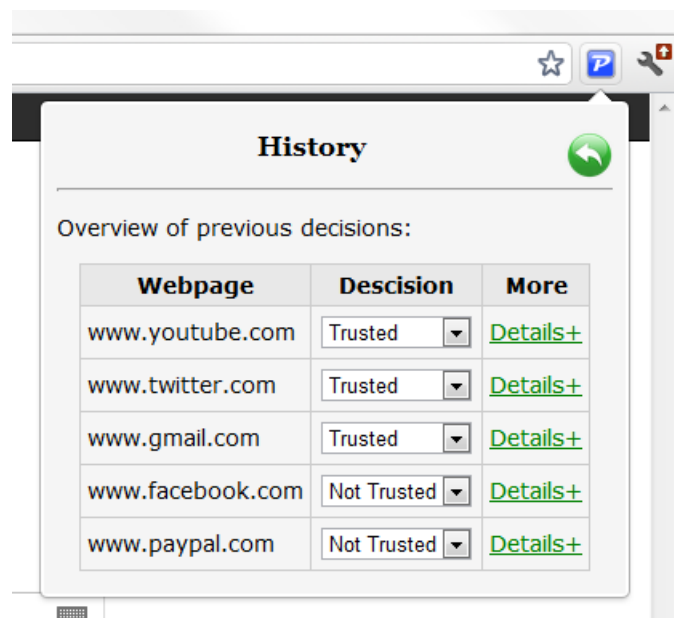 P
History
Overview of previous decisions:
Webpage Descision More
www.youtube.com Trusted Details+
www.twitter.com Trusted Details+
www.gmail.com Trusted Details+
www.facebook.com Not Trusted Details+
www.paypal.com Not Trusted Details+